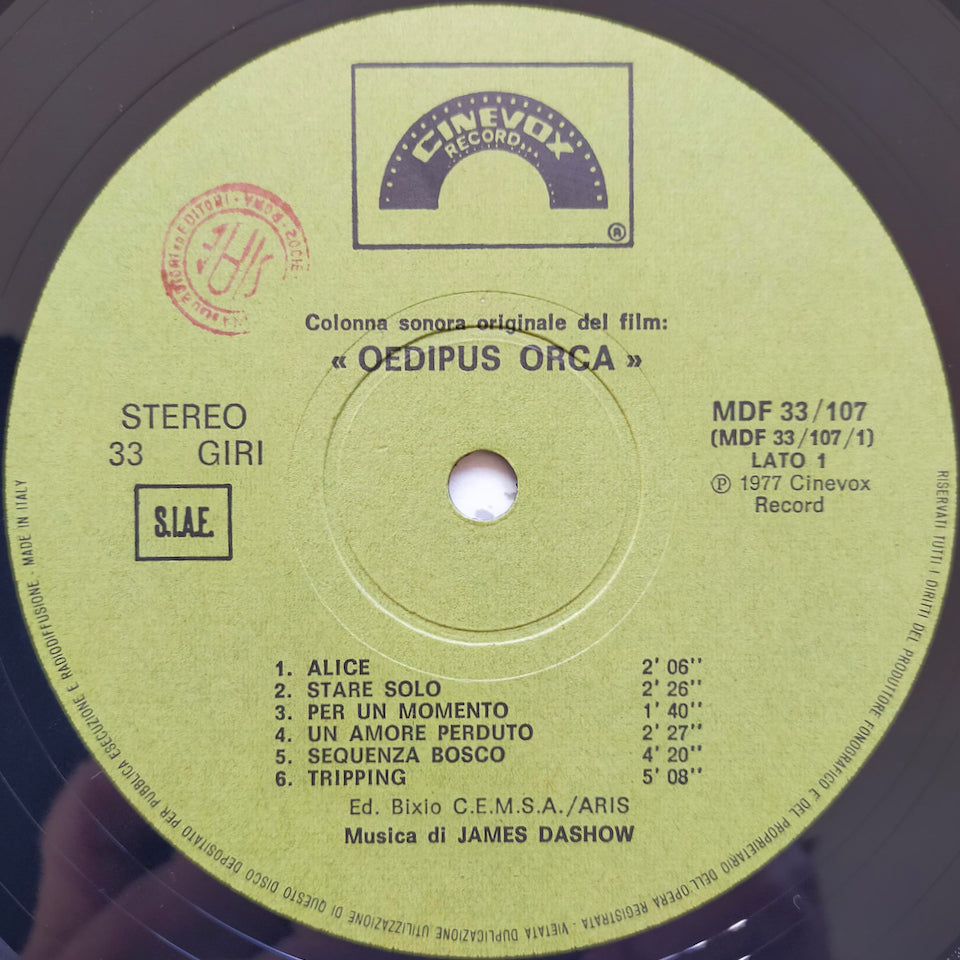 CINEVOX
RECORD...
®
Colonna sonora originale del film:
« OEDIPUS ORCA »
STEREO
33 GIRI
S.I.A.E.
MDF 33/107
(MDF 33/107/1)
LATO 1
℗ 1977 Cinevox
Record
1. ALICE 2' 06''
2. STARE SOLO 2' 26''
3. PER UN MOMENTO 1' 40''
4. UN AMORE PERDUTO 2' 27''
5. SEQUENZA BOSCO 4' 20''
6. TRIPPING 5' 08''
Ed. Bixio C.E.M.S.A./ARIS
Musica di JAMES DASHOW
RISERVATI TUTTI I DIRITTI DEL PRODUTTORE FONOGRAFICO E DEL PROPRIETARIO DELL'OPERA REGISTRATA - VIETATA DUPLICAZIONE UTILIZZAZIONE DI QUESTO DISCO DEPOSITATO PER PUBBLICA ESECUZIONE E RADIODIFFUSIONE - MADE IN ITALY
EDITORI - ROMA -